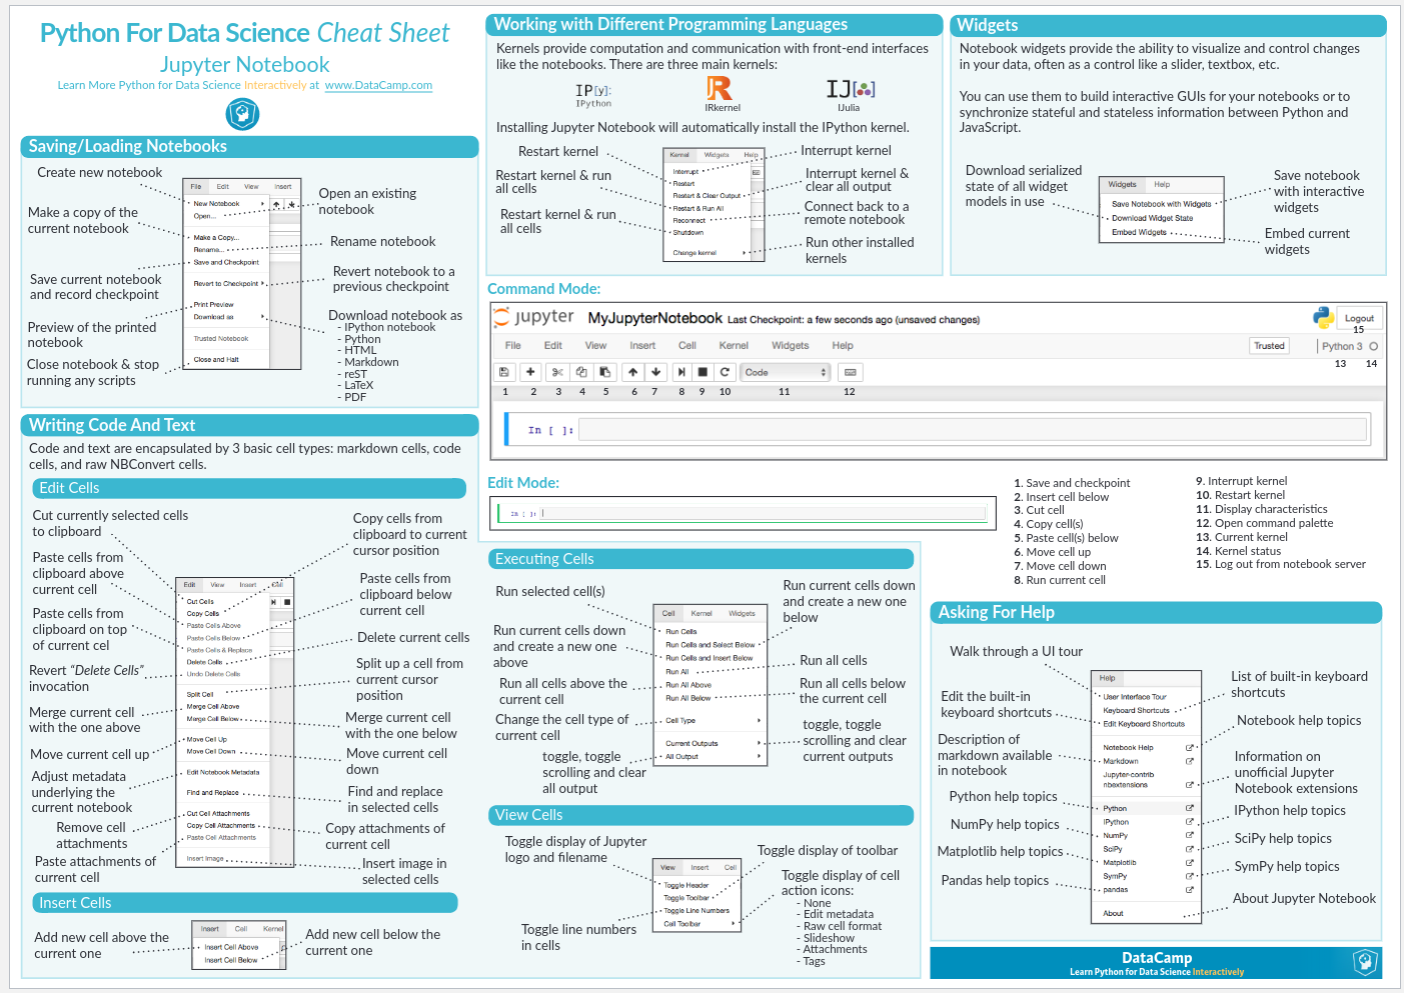 Python For Data Science Cheat Sheet
Jupyter Notebook
Learn More Python for Data Science Interactively at www.DataCamp.com
Saving/Loading Notebooks
Create new notebook
Make a copy of the
current notebook
Save current notebook
and record checkpoint
Preview of the printed
notebook
Close notebook & stop
running any scripts
File Edit View Insert
New Notebook
Open...
Make a Copy...
Rename...
Save and Checkpoint
Revert to Checkpoint
Print Preview
Download as
Trusted Notebook
Close and Halt
Open an existing
notebook
Rename notebook
Revert notebook to a
previous checkpoint
Download notebook as
- IPython notebook
- Python
- HTML
- Markdown
- reST
- LaTeX
- PDF
Writing Code And Text
Code and text are encapsulated by 3 basic cell types: markdown cells, code
cells, and raw NBConvert cells.
Edit Cells
Cut currently selected cells
to clipboard
Paste cells from
clipboard above
current cell
Paste cells from
clipboard on top
of current cel
Revert “Delete Cells”
invocation
Merge current cell
with the one above
Move current cell up
Adjust metadata
underlying the
current notebook
Remove cell
attachments
Paste attachments of
current cell
Edit View Insert Cell
Cut Cells
Copy Cells
Paste Cells Above
Paste Cells Below
Paste Cells & Replace
Delete Cells
Undo Delete Cells
Split Cell
Merge Cell Above
Merge Cell Below
Move Cell Up
Move Cell Down
Edit Notebook Metadata
Find and Replace
Cut Cell Attachments
Copy Cell Attachments
Paste Cell Attachments
Insert Image
Copy cells from
clipboard to current
cursor position
Paste cells from
clipboard below
current cell
Delete current cells
Split up a cell from
current cursor
position
Merge current cell
with the one below
Move current cell
down
Find and replace
in selected cells
Copy attachments of
current cell
Insert image in
selected cells
Insert Cells
Add new cell above the
current one
Insert Cell Kernel
Insert Cell Above
Insert Cell Below
Add new cell below the
current one
Working with Different Programming Languages
Kernels provide computation and communication with front-end interfaces
like the notebooks. There are three main kernels:
IP[y]:
IPython
R
IRkernel
IJ[]
IJulia
Installing Jupyter Notebook will automatically install the IPython kernel.
Restart kernel
Restart kernel & run
all cells
Restart kernel & run
all cells
Kernel Widgets Help
Interrupt
Restart
Restart & Clear Output
Restart & Run All
Reconnect
Shutdown
Change kernel
Interrupt kernel
Interrupt kernel &
clear all output
Connect back to a
remote notebook
Run other installed
kernels
Widgets
Notebook widgets provide the ability to visualize and control changes
in your data, often as a control like a slider, textbox, etc.
You can use them to build interactive GUIs for your notebooks or to
synchronize stateful and stateless information between Python and
JavaScript.
Download serialized
state of all widget
models in use
Widgets Help
Save Notebook with Widgets
Download Widget State
Embed Widgets
Save notebook
with interactive
widgets
Embed current
widgets
Command Mode:
jupyter MyJupyterNotebook Last Checkpoint: a few seconds ago (unsaved changes) Logout
15
File Edit View Insert Cell Kernel Widgets Help Trusted Python 3
13 14
Code
1 2 3 4 5 6 7 8 9 10 11 12
In [ ]:
Edit Mode:
In [ ]:
1. Save and checkpoint
2. Insert cell below
3. Cut cell
4. Copy cell(s)
5. Paste cell(s) below
6. Move cell up
7. Move cell down
8. Run current cell
9. Interrupt kernel
10. Restart kernel
11. Display characteristics
12. Open command palette
13. Current kernel
14. Kernel status
15. Log out from notebook server
Executing Cells
Run selected cell(s)
Run current cells down
and create a new one
above
Run all cells above the
current cell
Change the cell type of
current cell
toggle, toggle
scrolling and clear
all output
Cell Kernel Widgets
Run Cells
Run Cells and Select Below
Run Cells and Insert Below
Run All
Run All Above
Run All Below
Cell Type
Current Outputs
All Output
Run current cells down
and create a new one
below
Run all cells
Run all cells below
the current cell
toggle, toggle
scrolling and clear
current outputs
View Cells
Toggle display of Jupyter
logo and filename
Toggle line numbers
in cells
View Insert Cell
Toggle Header
Toggle Toolbar
Toggle Line Numbers
Cell Toolbar
Toggle display of toolbar
Toggle display of cell
action icons:
- None
- Edit metadata
- Raw cell format
- Slideshow
- Attachments
- Tags
Asking For Help
Walk through a UI tour
Edit the built-in
keyboard shortcuts
Description of
markdown available
in notebook
Python help topics
NumPy help topics
Matplotlib help topics
Pandas help topics
Help
User Interface Tour
Keyboard Shortcuts
Edit Keyboard Shortcuts
Notebook Help
Markdown
Jupyter-contrib
nbextensions
Python
IPython
NumPy
SciPy
Matplotlib
SymPy
pandas
About
List of built-in keyboard
shortcuts
Notebook help topics
Information on
unofficial Jupyter
Notebook extensions
IPython help topics
SciPy help topics
SymPy help topics
About Jupyter Notebook
DataCamp
Learn Python for Data Science Interactively